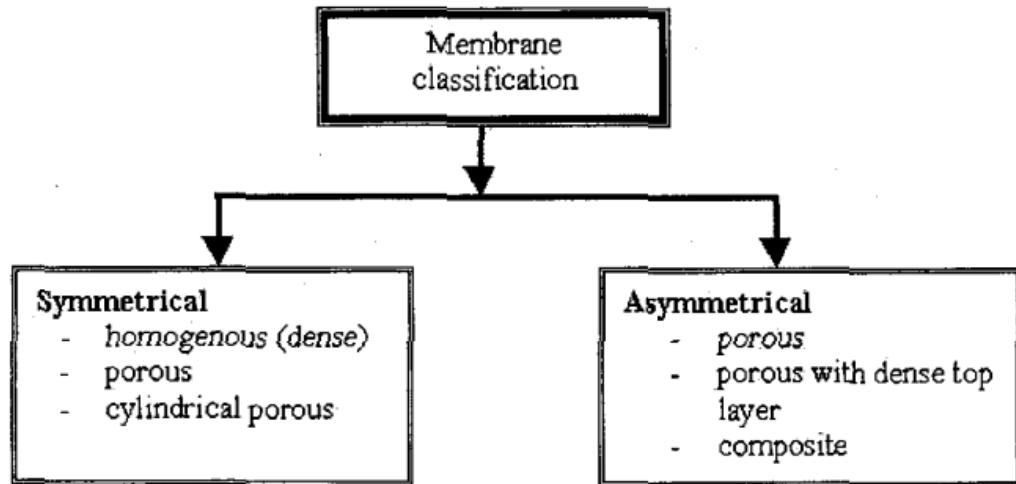 Membrane
classification
Symmetrical
- homogenous (dense)
- porous
- cylindrical porous
Asymmetrical
- porous
- porous with dense top
layer
- composite